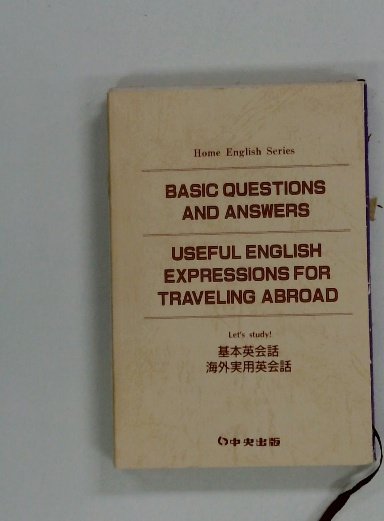 Home English Series
BASIC QUESTIONS
AND ANSWERS
USEFUL ENGLISH
EXPRESSIONS FOR
TRAVELING ABROAD
Let's study!
基本英会話
海外実用英会話
中央出版